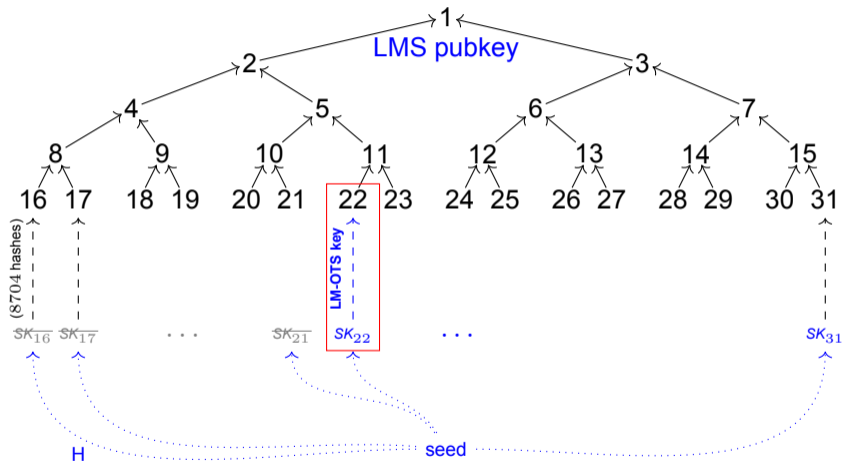 1
LMS pubkey
2 3
4 5 6 7
8 9 10 11 12 13 14 15
16 17 18 19 20 21 22 23 24 25 26 27 28 29 30 31
(8704 hashes)
LM-OTS key
SK16 SK17 ... SK21 SK22 ... SK31
seed
H